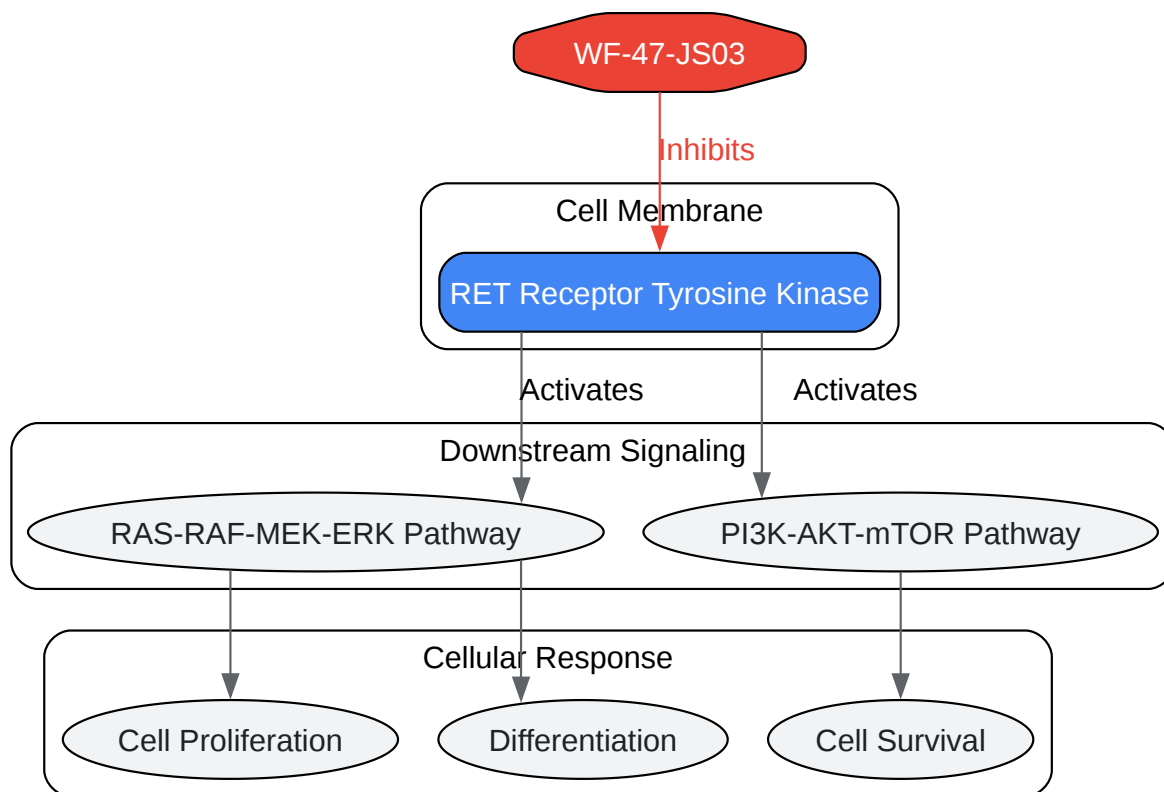 WF-47-JS03
Inhibits
Cell Membrane
RET Receptor Tyrosine Kinase
Activates
Activates
Downstream Signaling
RAS-RAF-MEK-ERK Pathway
PI3K-AKT-mTOR Pathway
Cellular Response
Cell Proliferation
Differentiation
Cell Survival